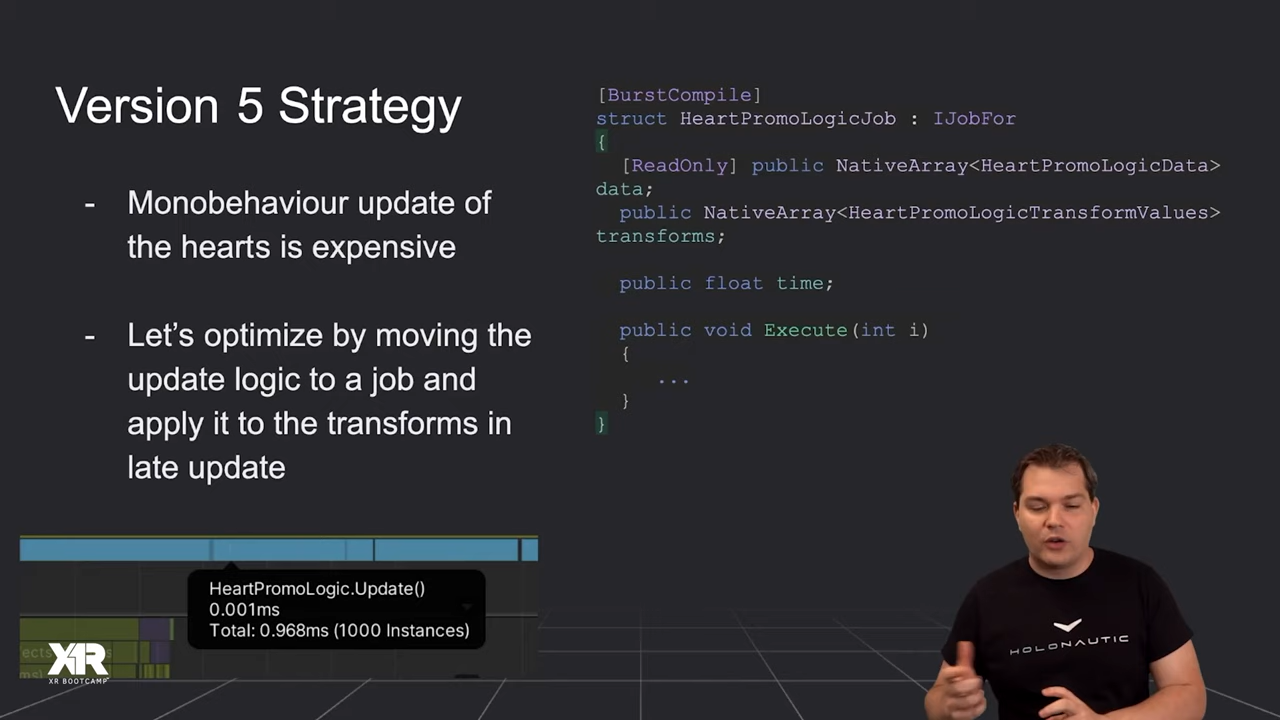 Version 5 Strategy
- Monobehaviour update of
the hearts is expensive
- Let's optimize by moving the
update logic to a job and
apply it to the transforms in
late update
[BurstCompile]
struct HeartPromoLogicJob : IJobFor
{
[ReadOnly] public NativeArray<HeartPromoLogicData>
data;
public NativeArray<HeartPromoLogicTransformValues>
transforms;
public float time;
public void Execute(int i)
{
...
}
}
HeartPromoLogic.Update()
0.001ms
Total: 0.968ms (1000 Instances)
XR
XR BOOTCAMP
HOLONAUTIC